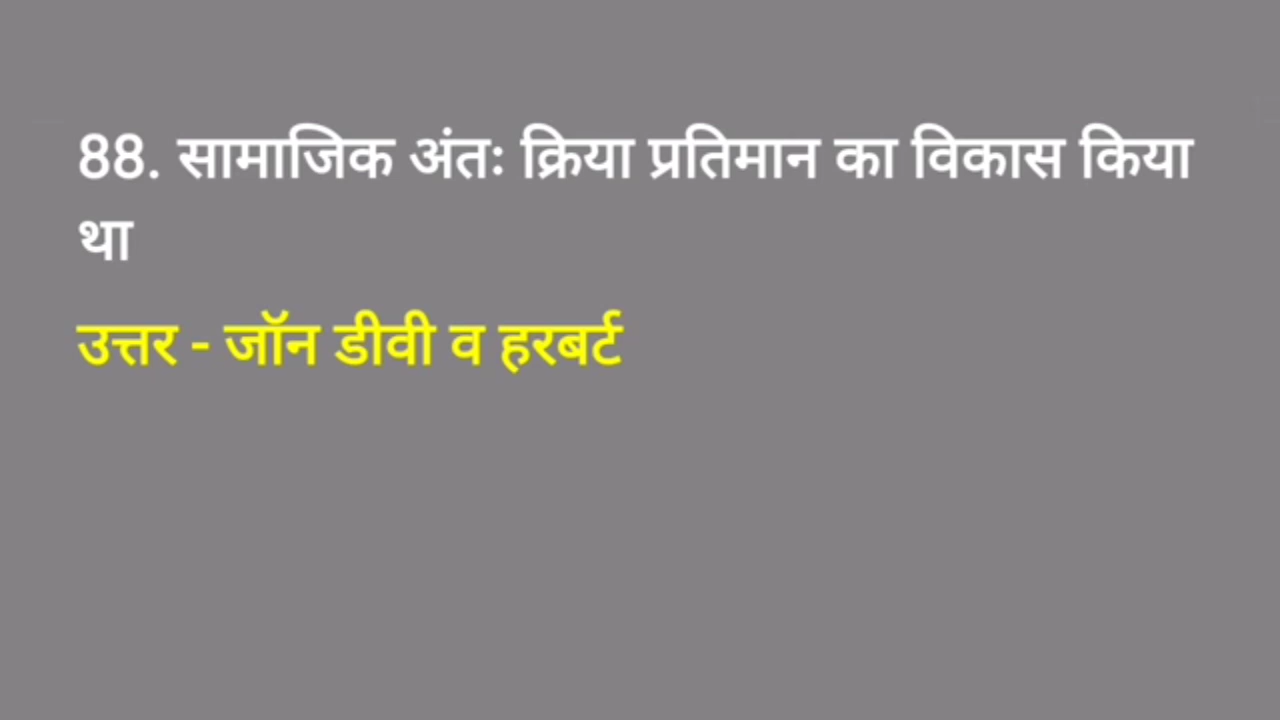 88. सामाजिक अंतः क्रिया प्रतिमान का विकास किया
था
उत्तर - जॉन डीवी व हरबर्ट